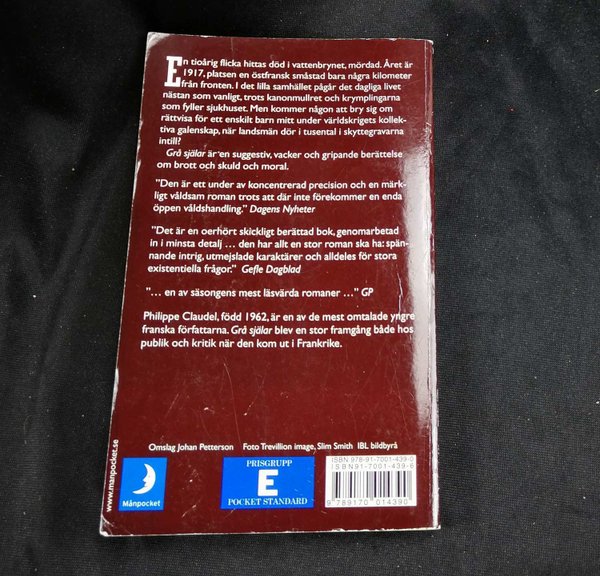 En tioårig flicka hittas död i vattenbrynet, mördad. Året är
1917, platsen en östfransk småstad bara några kilometer
från fronten. I det lilla samhället pågår det dagliga livet
nästan som vanligt, trots kanonmullret och krymplingarna
som fyller sjukhuset. Men kommer någon att bry sig om
rättvisa för ett enskilt barn mitt under världskrigets kollek-
tiva galenskap, när landsmän dör i tusental i skyttegravarna
intill?
Grå själar är en suggestiv, vacker och gripande berättelse
om brott och skuld och moral.
"Den är ett under av koncentrerad precision och en märk-
ligt våldsam roman trots att där inte förekommer en enda
öppen våldshandling." Dagens Nyheter
"Det är en oerhört skickligt berättad bok, genomarbetad
in i minsta detalj ... den har allt en stor roman ska ha: spän-
nande intrig, utmejslade karaktärer och alldeles för stora
existentiella frågor." Gefle Dagblad
"... en av säsongens mest läsvärda romaner ..." GP
Philippe Claudel, född 1962, är en av de mest omtalade yngre
franska författarna. Grå själar blev en stor framgång både hos
publik och kritik när den kom ut i Frankrike.
Omslag Johan Petterson Foto Trevillion image, Slim Smith IBL bildbyrå
www.manpocket.se
Månpocket
PRISGRUPP
E
POCKET STANDARD
ISBN 978-91-7001-439-0
ISBN 91-7001-439-6
9 789170 014390